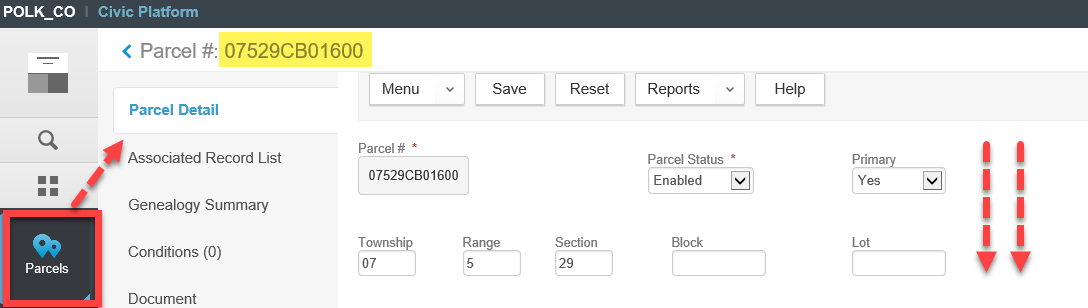 POLK_CO | Civic Platform
Parcel #: 07529CB01600
Menu Save Reset Reports Help
Parcel Detail
Associated Record List
Genealogy Summary
Conditions (0)
Document
Parcels
Parcel # * Parcel Status * Primary
07529CB01600 Enabled Yes
Township Range Section Block Lot
07 5 29